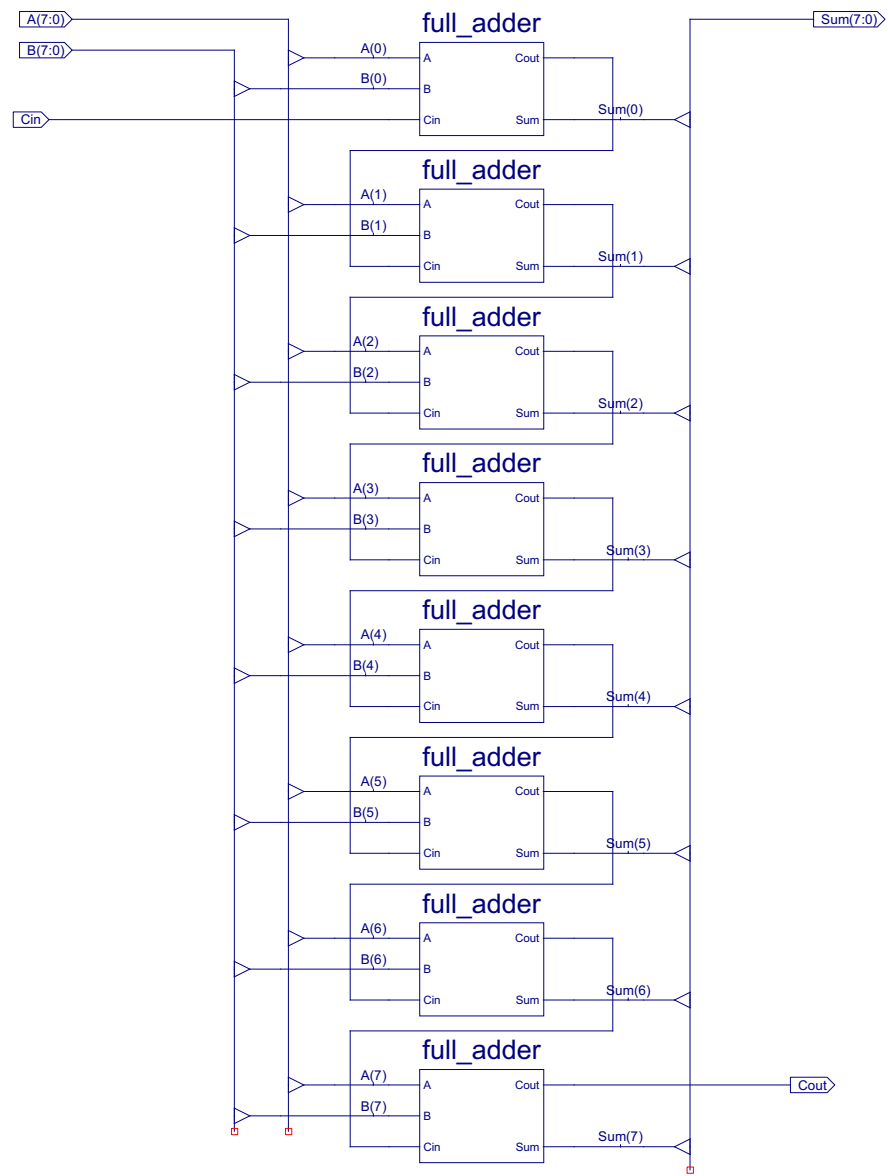 A(7:0)
Sum(7:0)
B(7:0)
Cin
full_adder
A(0)
A
Cout
B(0)
B
Cin
Sum
Sum(0)
full_adder
A(1)
A
Cout
B(1)
B
Cin
Sum
Sum(1)
full_adder
A(2)
A
Cout
B(2)
B
Cin
Sum
Sum(2)
full_adder
A(3)
A
Cout
B(3)
B
Cin
Sum
Sum(3)
full_adder
A(4)
A
Cout
B(4)
B
Cin
Sum
Sum(4)
full_adder
A(5)
A
Cout
B(5)
B
Cin
Sum
Sum(5)
full_adder
A(6)
A
Cout
B(6)
B
Cin
Sum
Sum(6)
full_adder
A(7)
A
Cout
Cout
B(7)
B
Cin
Sum
Sum(7)